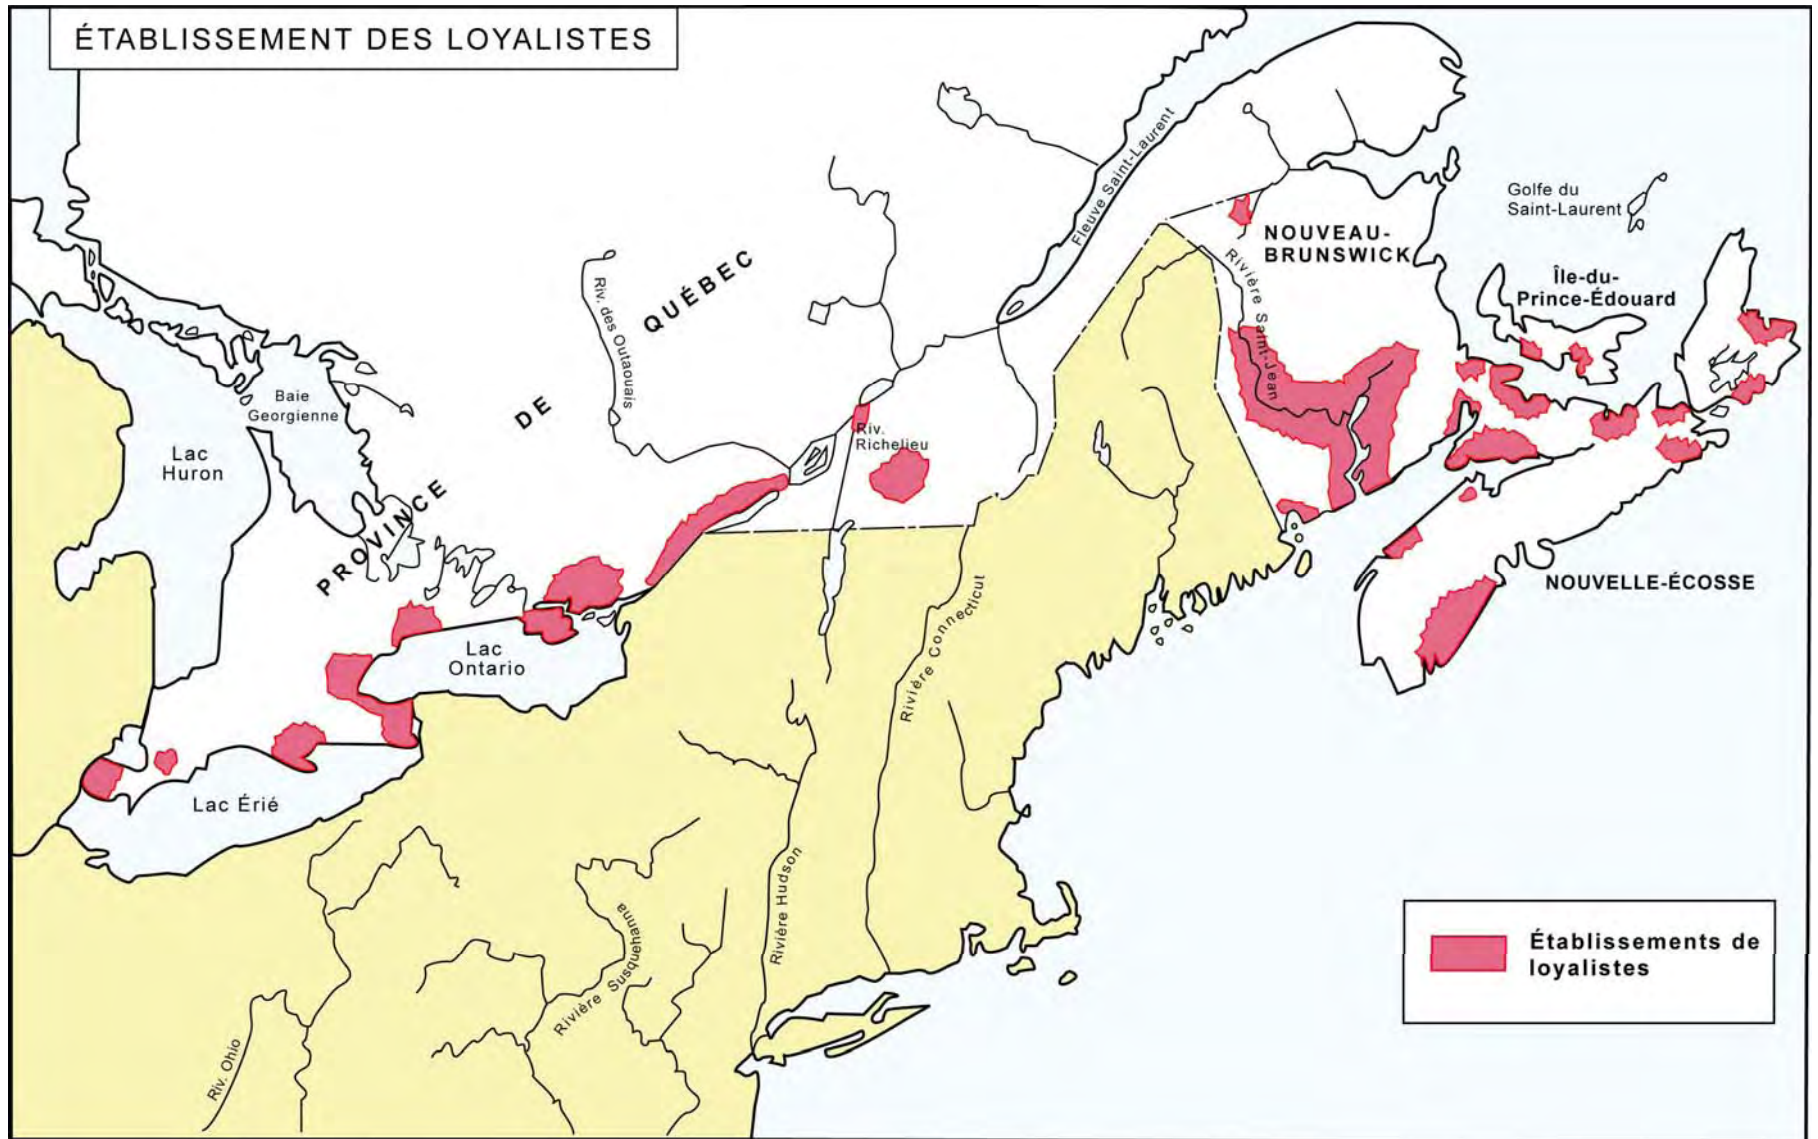 ÉTABLISSEMENT DES LOYALISTES
Fleuve Saint-Laurent
Golfe du
Saint-Laurent
NOUVEAU-
BRUNSWICK
Rivière Saint-Jean
Île-du-
Prince-Édouard
Riv. des Outaouais
PROVINCE DE QUÉBEC
Baie
Georgienne
Lac
Huron
Riv.
Richelieu
NOUVELLE-ÉCOSSE
Lac
Ontario
Rivière Connecticut
Lac Érié
Rivière Hudson
Rivière Susquehanna
Riv. Ohio
Établissements de
loyalistes